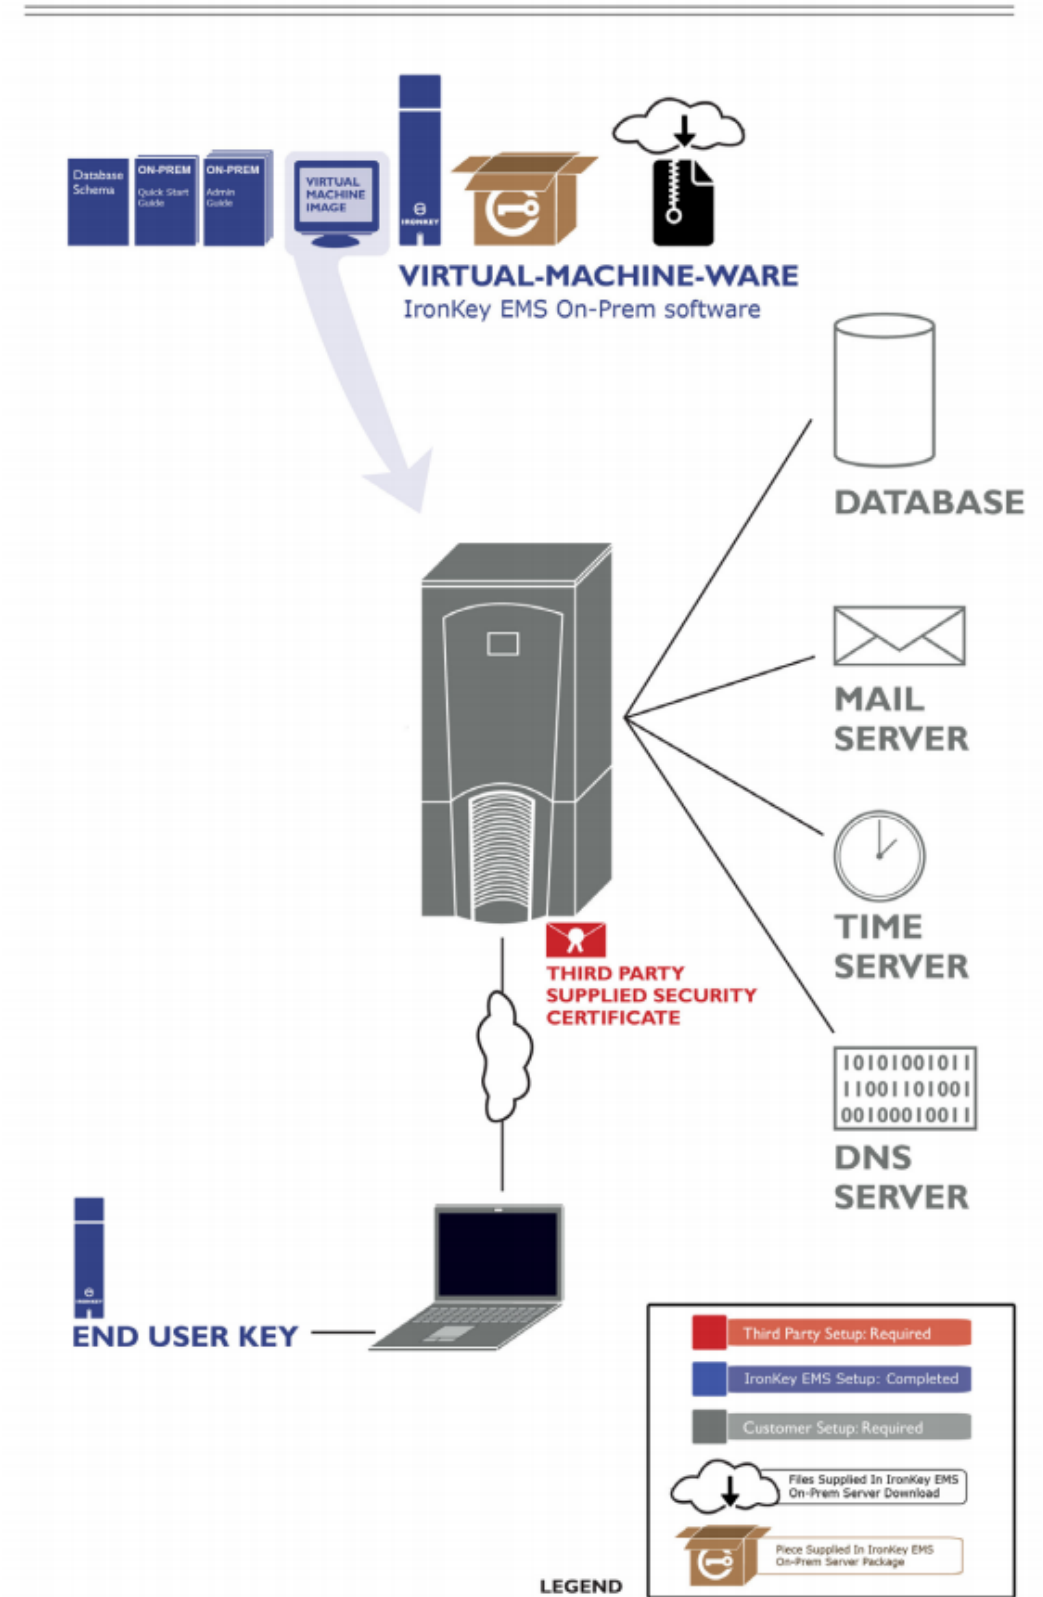 Database
Schema
ON-PREM
Quick Start
Guide
ON-PREM
Admin
Guide
VIRTUAL
MACHINE
IMAGE
IRONKEY
VIRTUAL-MACHINE-WARE
IronKey EMS On-Prem software
DATABASE
MAIL
SERVER
TIME
SERVER
THIRD PARTY
SUPPLIED SECURITY
CERTIFICATE
10101001011
11001101001
00100010011
DNS
SERVER
IRONKEY
END USER KEY
Third Party Setup: Required
IronKey EMS Setup: Completed
Customer Setup: Required
Files Supplied In IronKey EMS
On-Prem Server Download
Piece Supplied In IronKey EMS
On-Prem Server Package
LEGEND